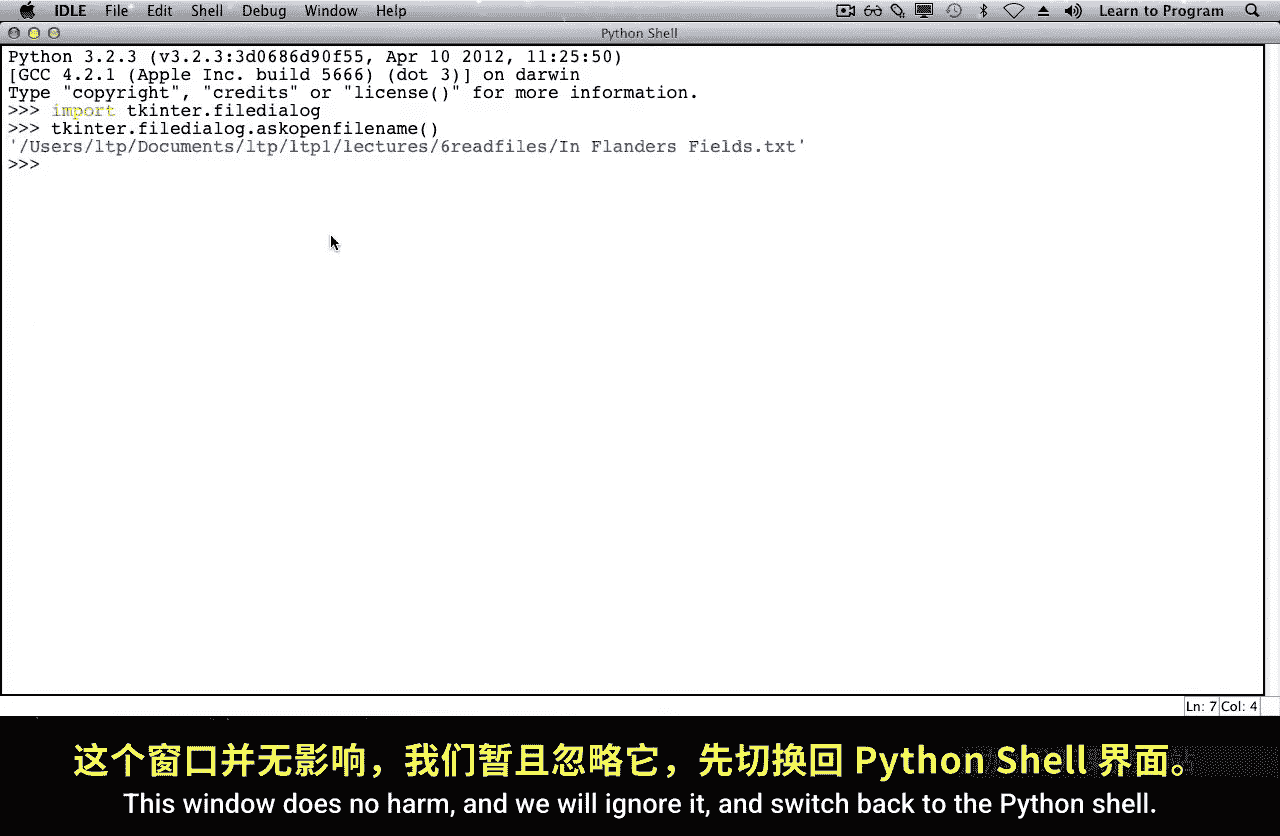 IDLE File Edit Shell Debug Window Help Learn to Program
Python Shell
Python 3.2.3 (v3.2.3:3d0686d90f55, Apr 10 2012, 11:25:50)
[GCC 4.2.1 (Apple Inc. build 5666) (dot 3)] on darwin
Type "copyright", "credits" or "license()" for more information.
>>> import tkinter.filedialog
>>> tkinter.filedialog.askopenfilename()
'/Users/ltp/Documents/ltp/ltp1/lectures/6readfiles/In Flanders Fields.txt'
>>>
Ln: 7 Col: 4
这个窗口并无影响，我们暂且忽略它，先切换回 Python Shell 界面。
This window does no harm, and we will ignore it, and switch back to the Python shell.